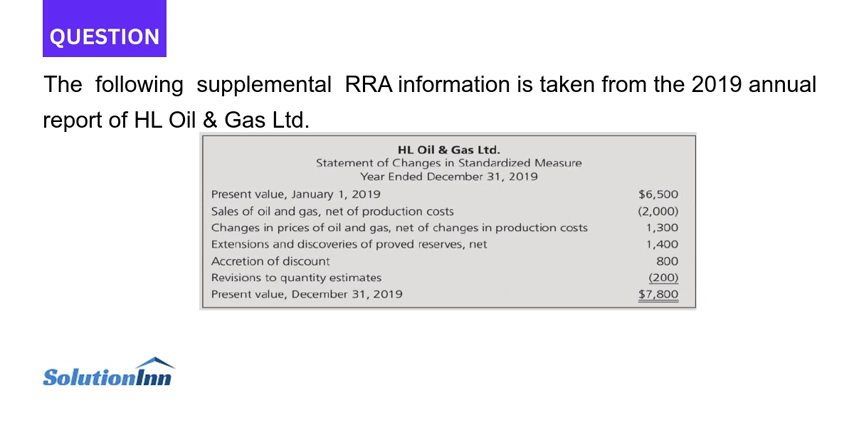 QUESTION
The following supplemental RRA information is taken from the 2019 annual
report of HL Oil & Gas Ltd.
HL Oil & Gas Ltd.
Statement of Changes in Standardized Measure
Year Ended December 31, 2019
Present value, January 1, 2019 $6,500
Sales of oil and gas, net of production costs (2,000)
Changes in prices of oil and gas, net of changes in production costs 1,300
Extensions and discoveries of proved reserves, net 1,400
Accretion of discount 800
Revisions to quantity estimates (200)
Present value, December 31, 2019 $7,800
SolutionInn